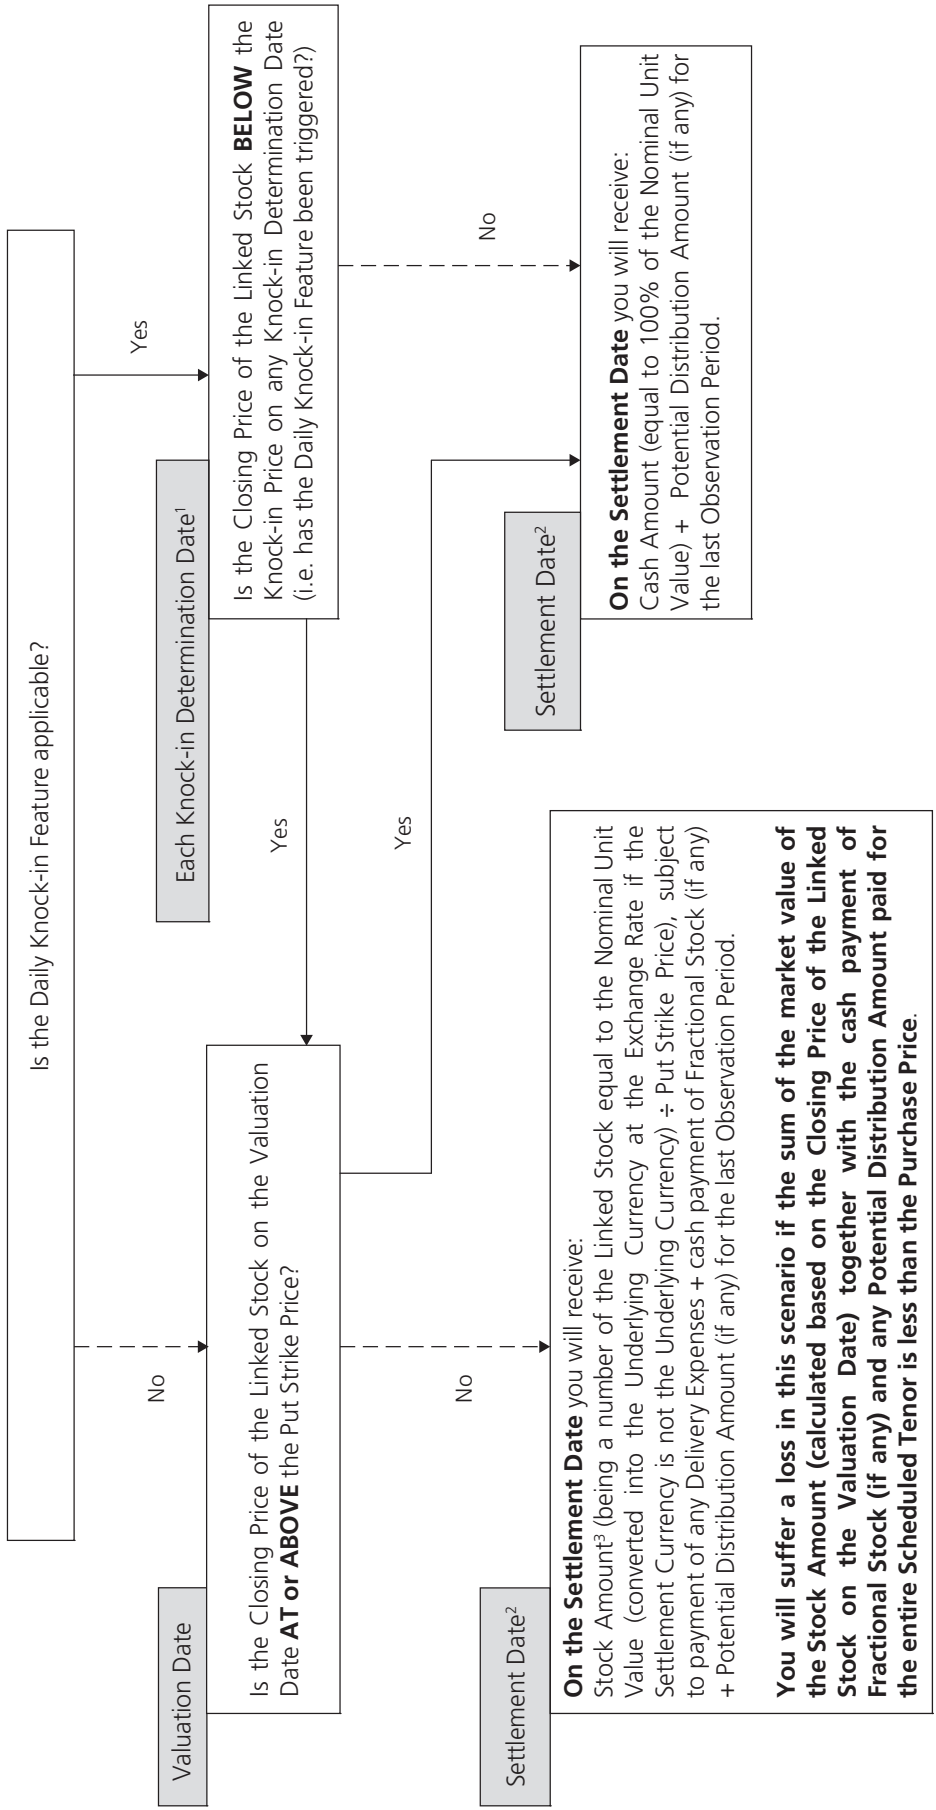 Is the Daily Knock-in Feature applicable?
No
Yes
Valuation Date
Is the Closing Price of the Linked Stock on the Valuation
Date AT or ABOVE the Put Strike Price?
Each Knock-in Determination Date¹
Is the Closing Price of the Linked Stock BELOW the
Knock-in Price on any Knock-in Determination Date
(i.e. has the Daily Knock-in Feature been triggered?)
Yes
Yes
No
No
Settlement Date²
On the Settlement Date you will receive:
Stock Amount³ (being a number of the Linked Stock equal to the Nominal Unit
Value (converted into the Underlying Currency at the Exchange Rate if the
Settlement Currency is not the Underlying Currency) ÷ Put Strike Price), subject
to payment of any Delivery Expenses + cash payment of Fractional Stock (if any)
+ Potential Distribution Amount (if any) for the last Observation Period.
You will suffer a loss in this scenario if the sum of the market value of
the Stock Amount (calculated based on the Closing Price of the Linked
Stock on the Valuation Date) together with the cash payment of
Fractional Stock (if any) and any Potential Distribution Amount paid for
the entire Scheduled Tenor is less than the Purchase Price.
Settlement Date²
On the Settlement Date you will receive:
Cash Amount (equal to 100% of the Nominal Unit
Value) + Potential Distribution Amount (if any) for
the last Observation Period.